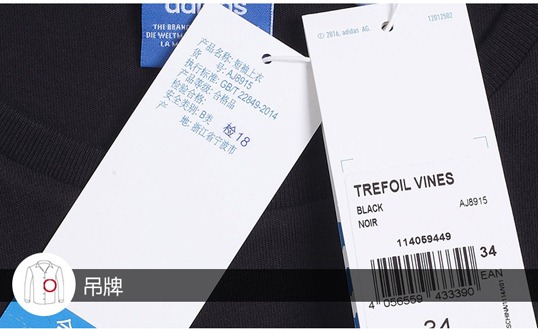 adidas
THE BRAND
DIE WELTM
LA M
产品名称: 短袖上衣
货 号: AJ8915
执行标准: GB/T 22849-2014
产品等级: 合格品
检验合格:
检18
安全类别: B类
产 地: 浙江省宁波市
© 2016, adidas AG.
12012502
TREFOIL VINES
BLACK
NOIR
AJ8915
114059449
34
EAN
4 056559 433390
34
吊牌